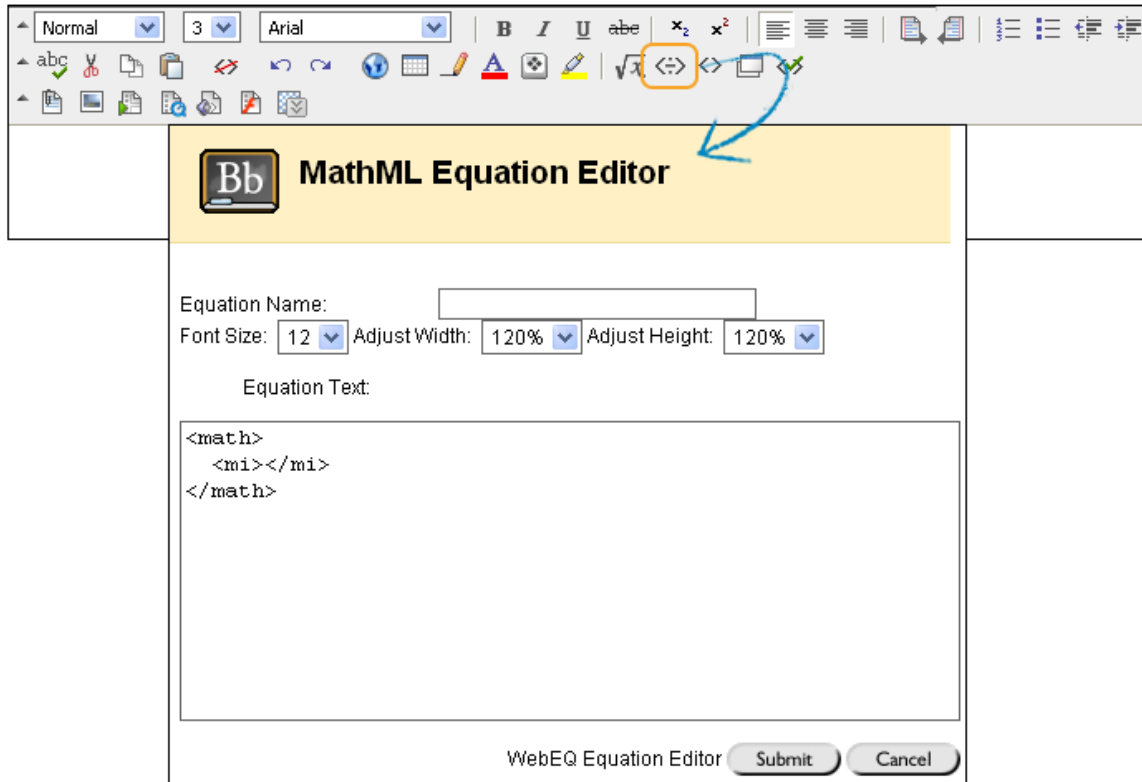 Normal 3 Arial B I U abc x₂ x²
abc √x <÷> <>
Bb MathML Equation Editor
Equation Name:
Font Size: 12 Adjust Width: 120% Adjust Height: 120%
Equation Text:
<math>
<mi></mi>
</math>
WebEQ Equation Editor Submit Cancel